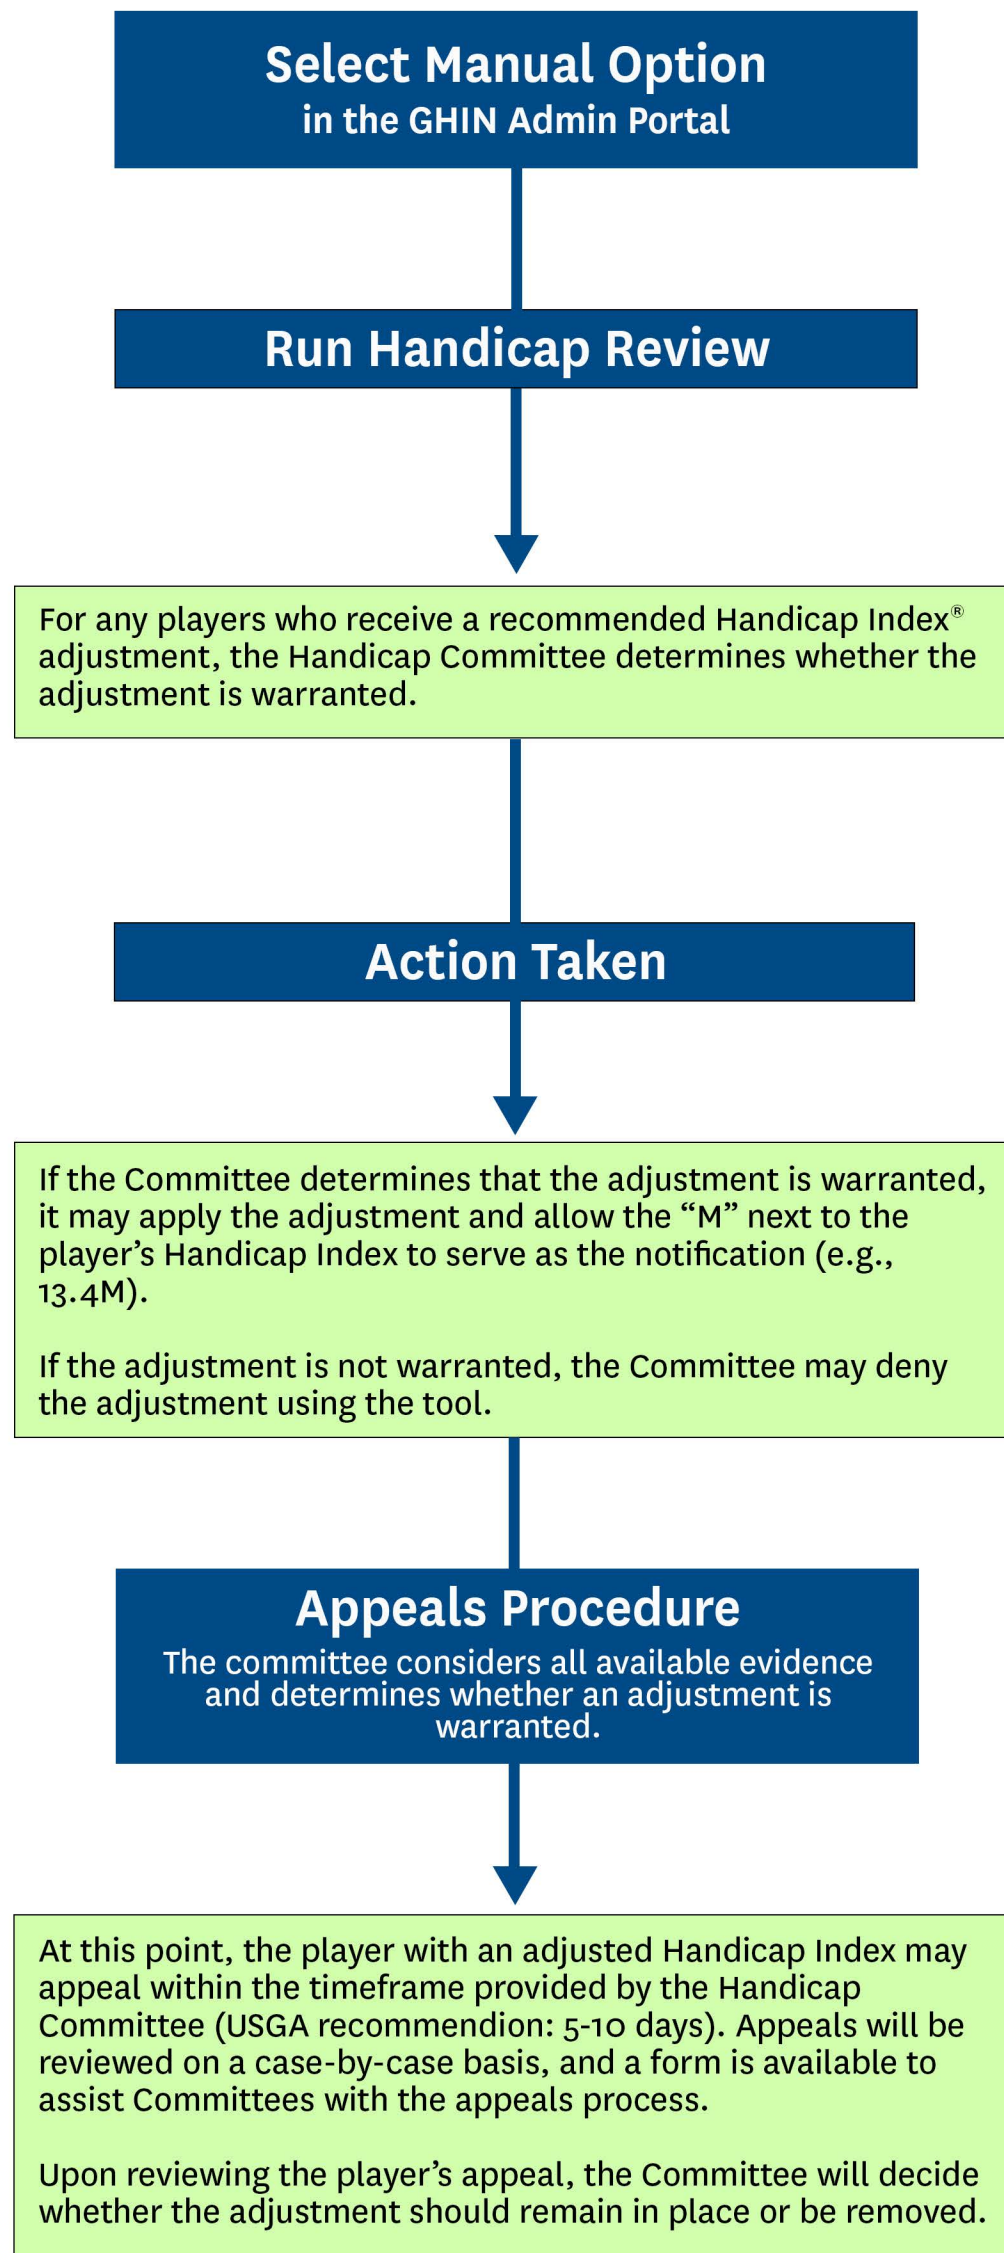 Select Manual Option
in the GHIN Admin Portal
Run Handicap Review
For any players who receive a recommended Handicap Index®
adjustment, the Handicap Committee determines whether the
adjustment is warranted.
Action Taken
If the Committee determines that the adjustment is warranted,
it may apply the adjustment and allow the “M” next to the
player’s Handicap Index to serve as the notification (e.g.,
13.4M).
If the adjustment is not warranted, the Committee may deny
the adjustment using the tool.
Appeals Procedure
The committee considers all available evidence
and determines whether an adjustment is
warranted.
At this point, the player with an adjusted Handicap Index may
appeal within the timeframe provided by the Handicap
Committee (USGA recommendion: 5-10 days). Appeals will be
reviewed on a case-by-case basis, and a form is available to
assist Committees with the appeals process.
Upon reviewing the player’s appeal, the Committee will decide
whether the adjustment should remain in place or be removed.